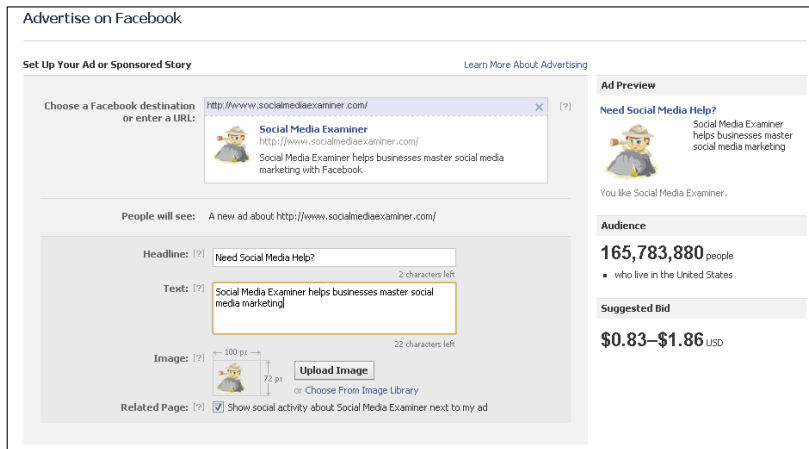 Advertise on Facebook
Set Up Your Ad or Sponsored Story
Learn More About Advertising
Choose a Facebook destination
or enter a URL:
http://www.socialmediaexaminer.com/
[?]
Social Media Examiner
http://www.socialmediaexaminer.com/
Social Media Examiner helps businesses master social media
marketing with Facebook
People will see: A new ad about http://www.socialmediaexaminer.com/
Headline: [?] Need Social Media Help?
2 characters left
Text: [?] Social Media Examiner helps businesses master social
media marketing
22 characters left
Image: [?]
100 px
72 px
Upload Image
or Choose From Image Library
Related Page: [?] Show social activity about Social Media Examiner next to my ad
Ad Preview
Need Social Media Help?
Social Media Examiner
helps businesses master
social media marketing
You like Social Media Examiner.
Audience
165,783,880 people
who live in the United States
Suggested Bid
$0.83–$1.86 USD